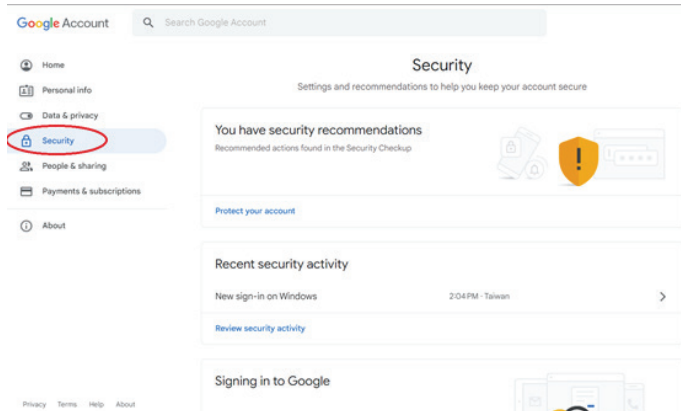 Google Account
Search Google Account
Home
Personal info
Data & privacy
Security
People & sharing
Payments & subscriptions
About
Security
Settings and recommendations to help you keep your account secure
You have security recommendations
Recommended actions found in the Security Checkup
Protect your account
Recent security activity
New sign-in on Windows 2:04 PM · Taiwan
Review security activity
Signing in to Google
Privacy Terms Help About